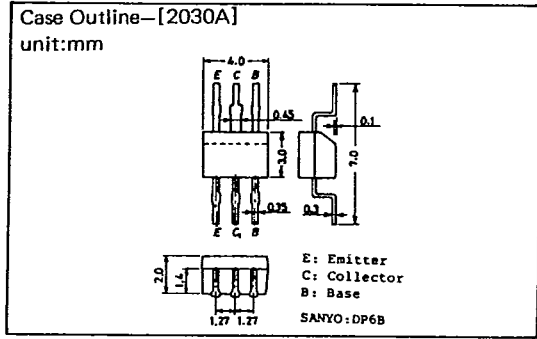 Case Outline—[2030A]
unit:mm
4.0
E C B
0.45
0.1
3.0
7.0
0.35
0.3
E C, B
2.0
1.4
1.27 1.27
E: Emitter
C: Collector
B: Base
SANYO:DP6B